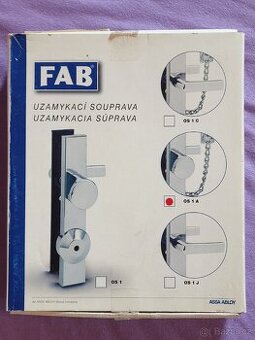 FAB
UZAMYKACÍ SOUPRAVA
UZAMYKACIA SÚPRAVA
OS 1 C
OS 1 A
OS 1
OS 1 J
ASSA ABLOY